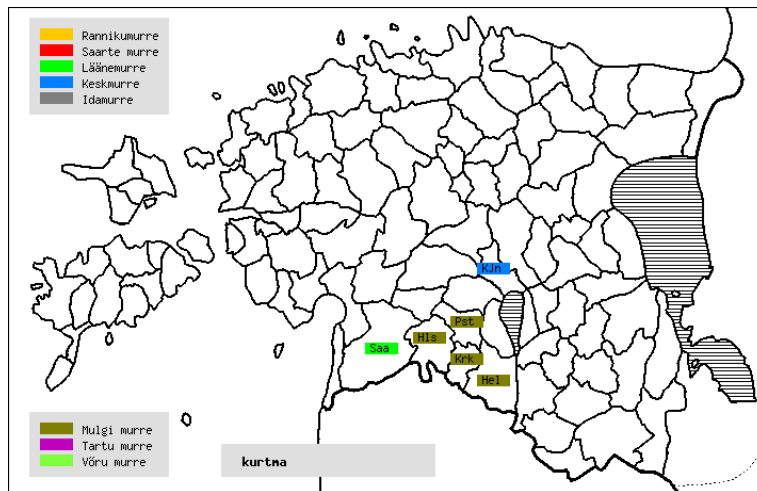 Rannikumurre
Saarte murre
Läänemurre
Keskmurre
Idamurre
KJn
Pst
Hls
Saa
Krk
Hel
Mulgi murre
Tartu murre
Võru murre
kurtma